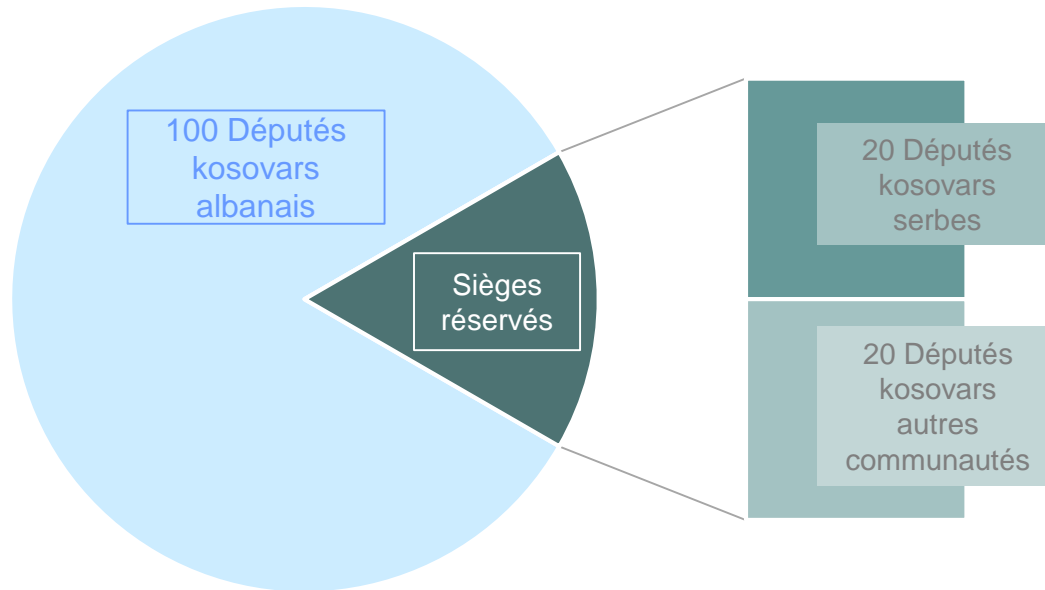 100 Députés
kosovars
albanais
Sièges
réservés
20 Députés
kosovars
serbes
20 Députés
kosovars
autres
communautés